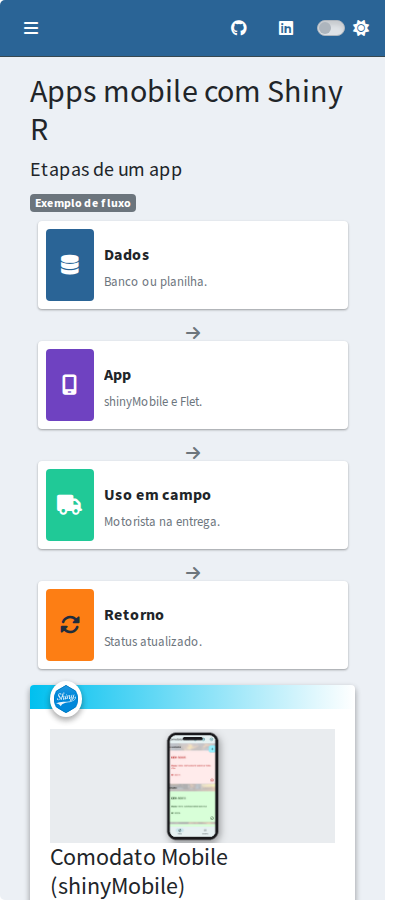 Apps mobile com Shiny
R
Etapas de um app
Exemplo de fluxo
Dados
Banco ou planilha.
App
shinyMobile e Flet.
Uso em campo
Motorista na entrega.
Retorno
Status atualizado.
Shiny
Comodato Mobile
(shinyMobile)